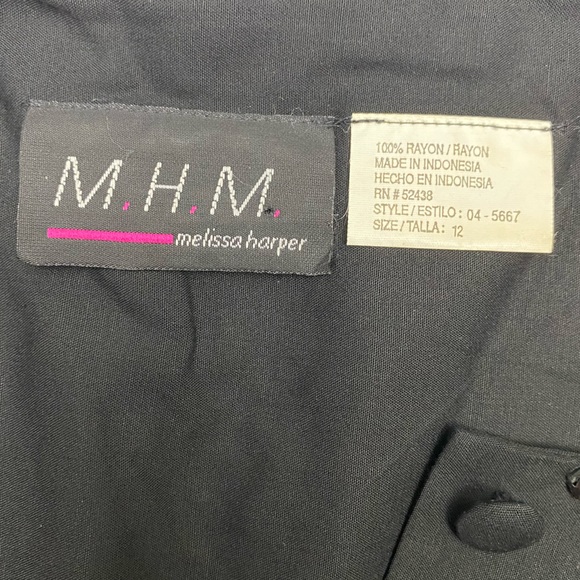 M.H.M.
melissa harper
100% RAYON / RAYON
MADE IN INDONESIA
HECHO EN INDONESIA
RN # 52438
STYLE / ESTILO : 04 - 5667
SIZE / TALLA : 12